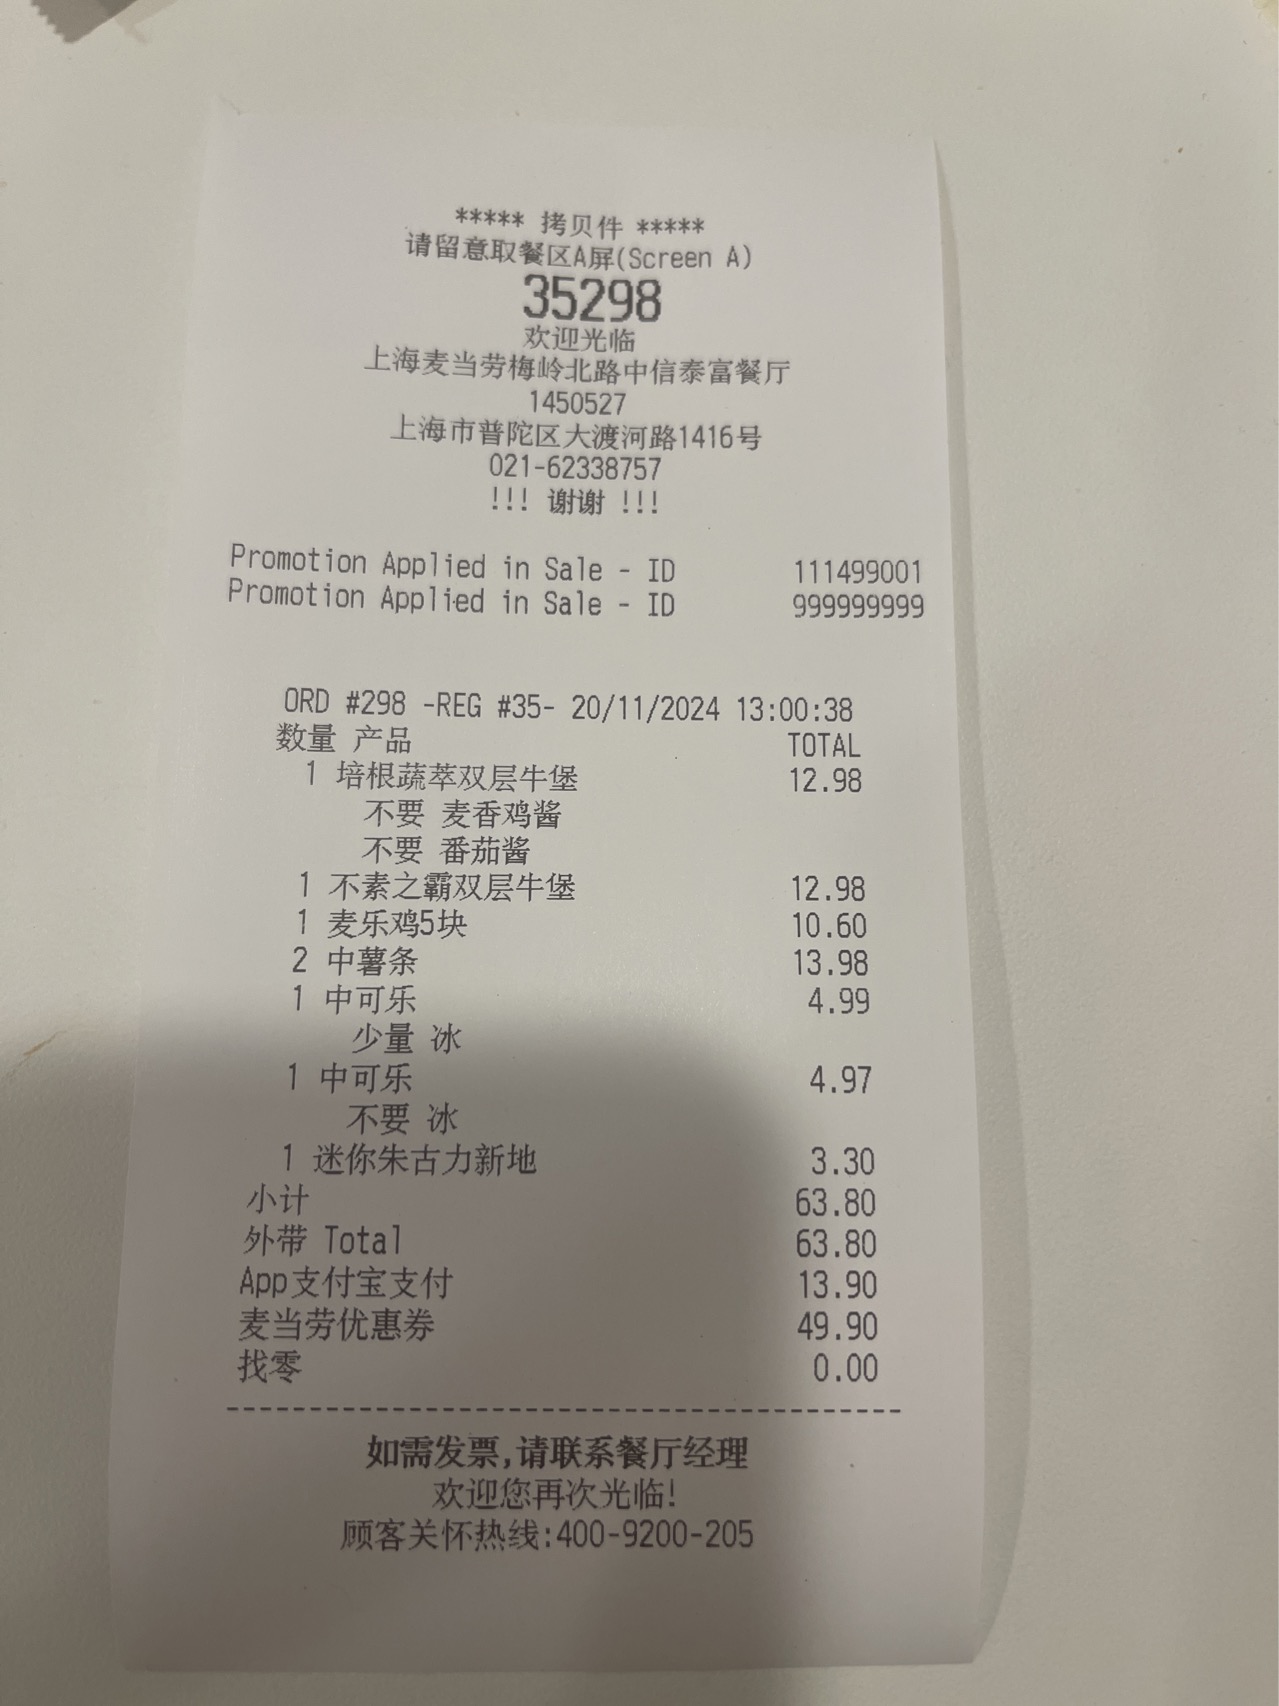 ***** 拷贝件 *****
请留意取餐区A屏(Screen A)
35298
欢迎光临
上海麦当劳梅岭北路中信泰富餐厅
1450527
上海市普陀区大渡河路1416号
021-62338757
!!! 谢谢 !!!
Promotion Applied in Sale - ID 111499001
Promotion Applied in Sale - ID 999999999
ORD #298 -REG #35- 20/11/2024 13:00:38
数量 产品 TOTAL
1 培根蔬萃双层牛堡 12.98
不要 麦香鸡酱
不要 番茄酱
1 不素之霸双层牛堡 12.98
1 麦乐鸡5块 10.60
2 中薯条 13.98
1 中可乐 4.99
少量 冰
1 中可乐 4.97
不要 冰
1 迷你朱古力新地 3.30
小计 63.80
外带 Total 63.80
App支付宝支付 13.90
麦当劳优惠券 49.90
找零 0.00
--------------------------------------------
如需发票,请联系餐厅经理
欢迎您再次光临!
顾客关怀热线:400-9200-205